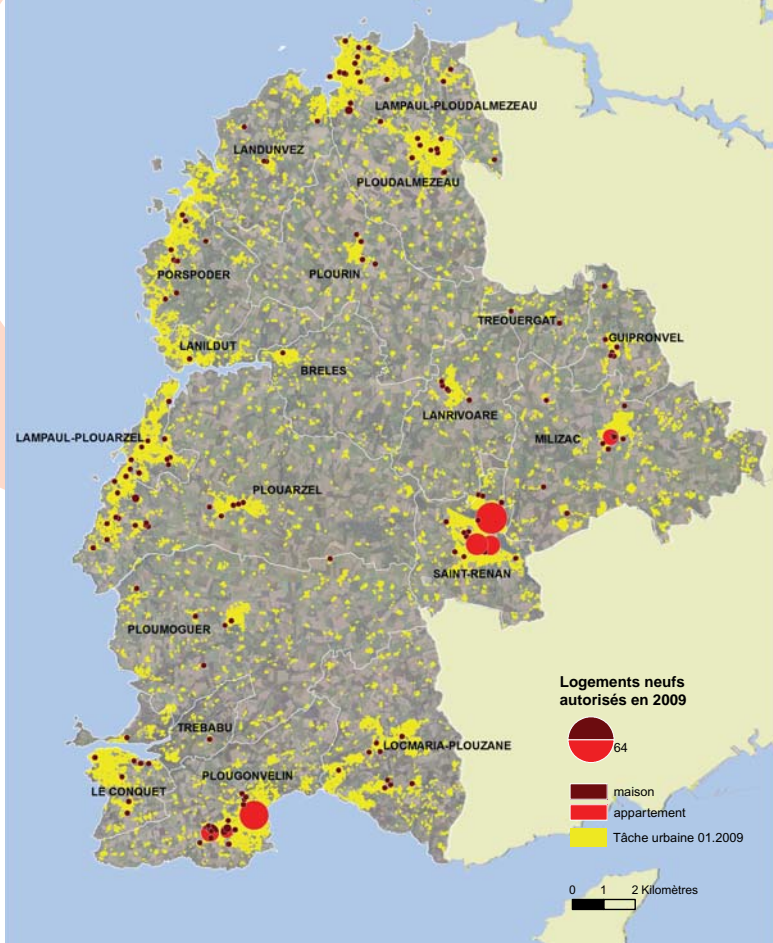 LAMPAUL-PLOUDALMEZEAU
LANDUNVEZ
PLOUDALMEZEAU
PORSPODER
PLOURIN
TREOUERGAT
GUIPRONVEL
LANILDUT
BRELES
LANRIVOARE
LAMPAUL-PLOUARZEL
MILIZAC
PLOUARZEL
SAINT-RENAN
PLOUMOGUER
TREBABU
LOCMARIA-PLOUZANE
PLOUGONVELIN
LE CONQUET
Logements neufs
autorisés en 2009
64
maison
appartement
Tâche urbaine 01.2009
0 1 2 Kilomètres